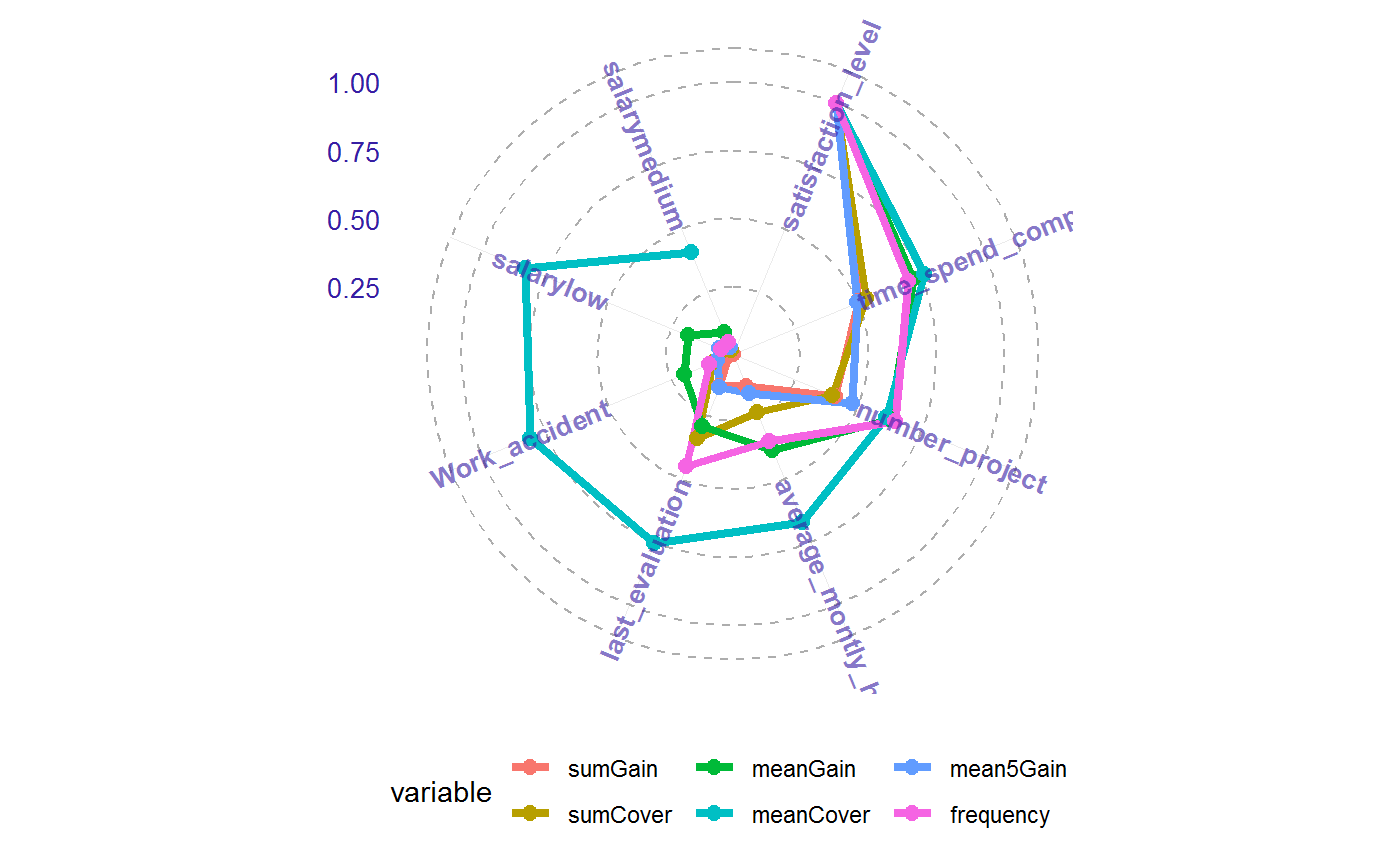 1.00
0.75
0.50
0.25
salarymedium
satisfaction_level
time_spend_comp
number_project
average_montly_h
last_evaluation
Work_accident
salarylow
variable
sumGain meanGain mean5Gain
sumCover meanCover frequency